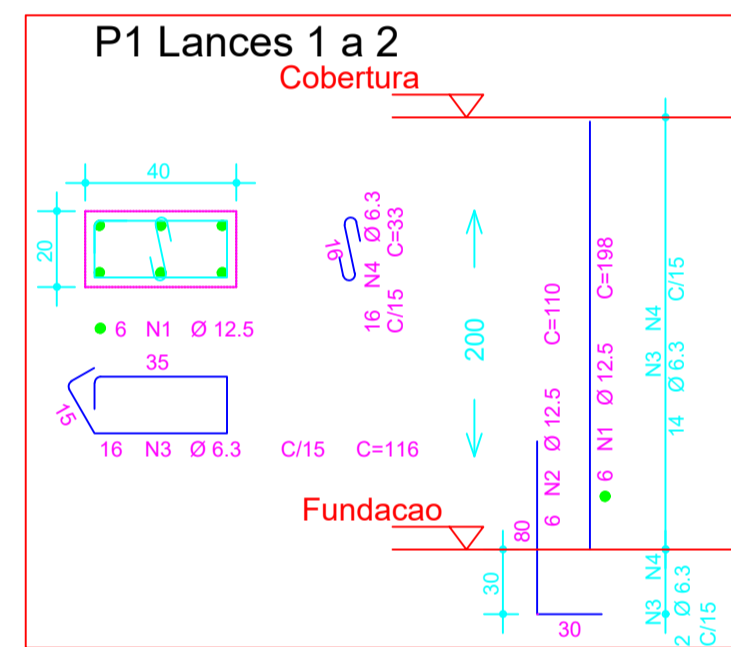 P1 Lances 1 a 2
Cobertura
40
20
6 N1 Ø 12.5
35
15
16 N3 Ø 6.3 C/15 C=116
16
16 N4 Ø 6.3
C/15 C=33
200
Fundacao
80
6 N2 Ø 12.5 C=110
6 N1 Ø 12.5 C=198
N3 N4
14 Ø 6.3 C/15
30
30
N3 N4
2 Ø 6.3
C/15